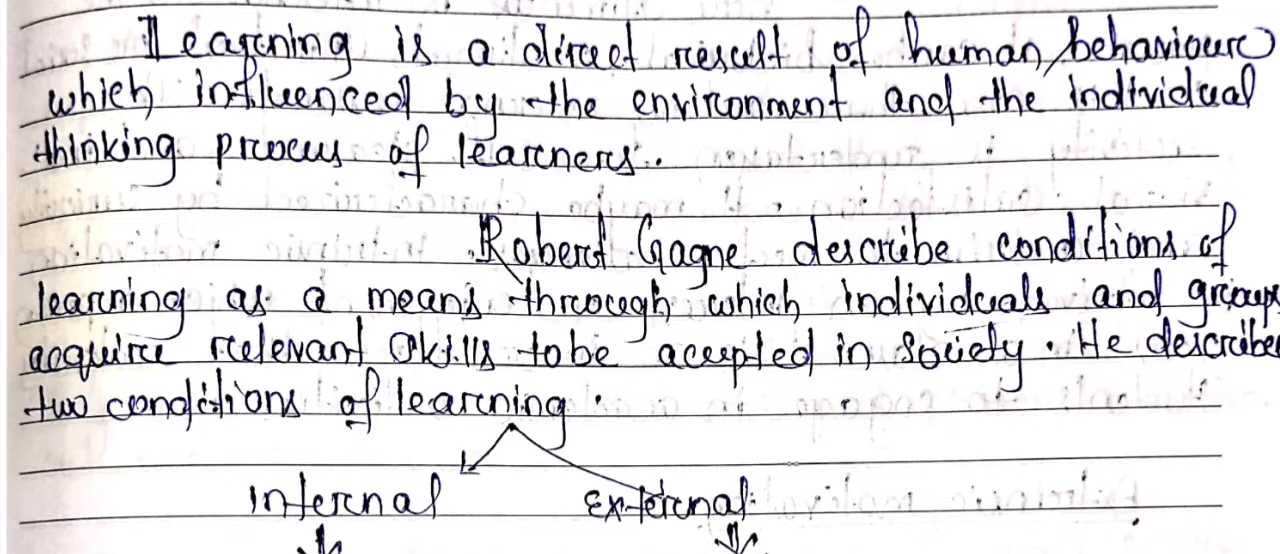 Learning is a direct result of human behaviour
which influenced by the environment and the individual
thinking process of learners.
Robert Gagne describe conditions of
learning as a means through which individuals and groups
acquire relevant skills to be accepted in society. He describes
two conditions of learning.
internal External